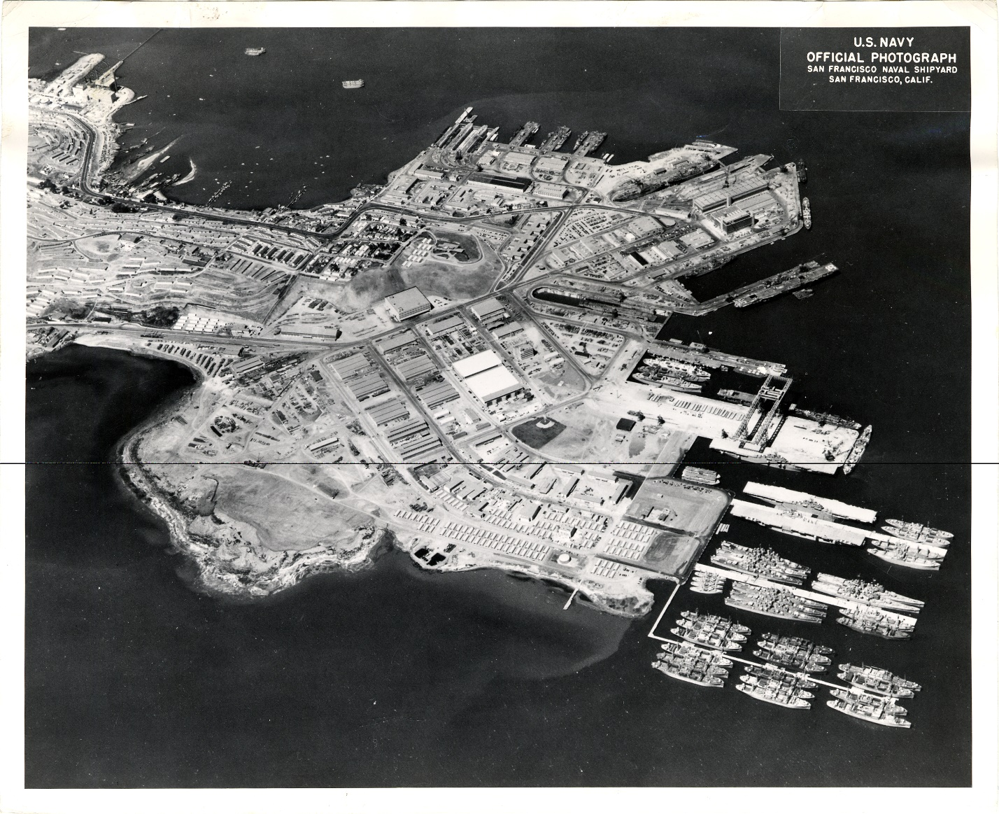 U.S. NAVY
OFFICIAL PHOTOGRAPH
SAN FRANCISCO NAVAL SHIPYARD
SAN FRANCISCO, CALIF.